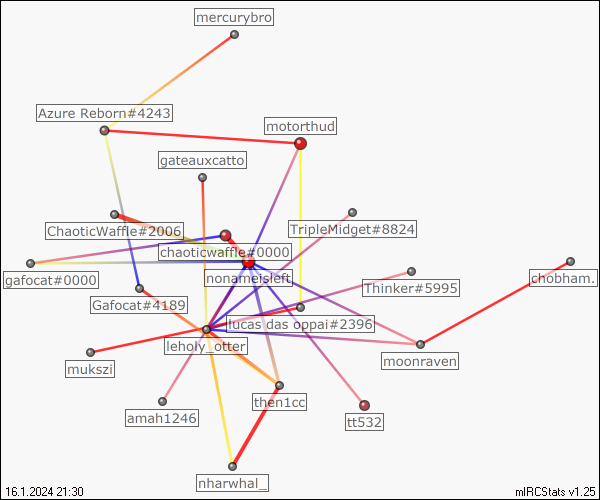 mercurybro
Azure Reborn#4243
motorthud
gateauxcatto
ChaoticWaffle#2006
TripleMidget#8824
chaoticwaffle#0000
gafocat#0000
nonameisleft
Thinker#5995
chobham.
Gafocat#4189
lucas das oppai#2396
leholy_otter
moonraven
mukszi
then1cc
amah1246
tt532
nharwhal_
16.1.2024 21:30
mIRCStats v1.25